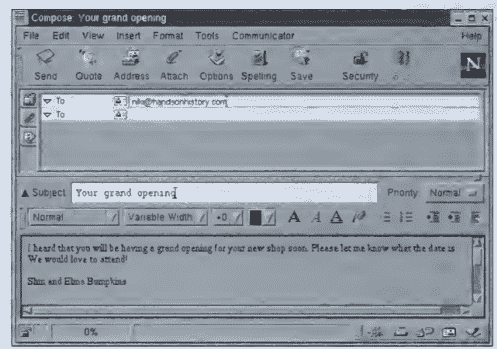 Compose: Your grand opening
File Edit View Insert Format Tools Communicator Help
Send Quote Address Attach Options Spelling Save Security
N
To niki@handsonhistory.com
To
Subject Your grand opening Priority Normal
Normal Variable Width +0 A A A
I heard that you will be having a grand opening for your new shop soon. Please let me know what the date is
We would love to attend!
and Elma Bumpkins
0%